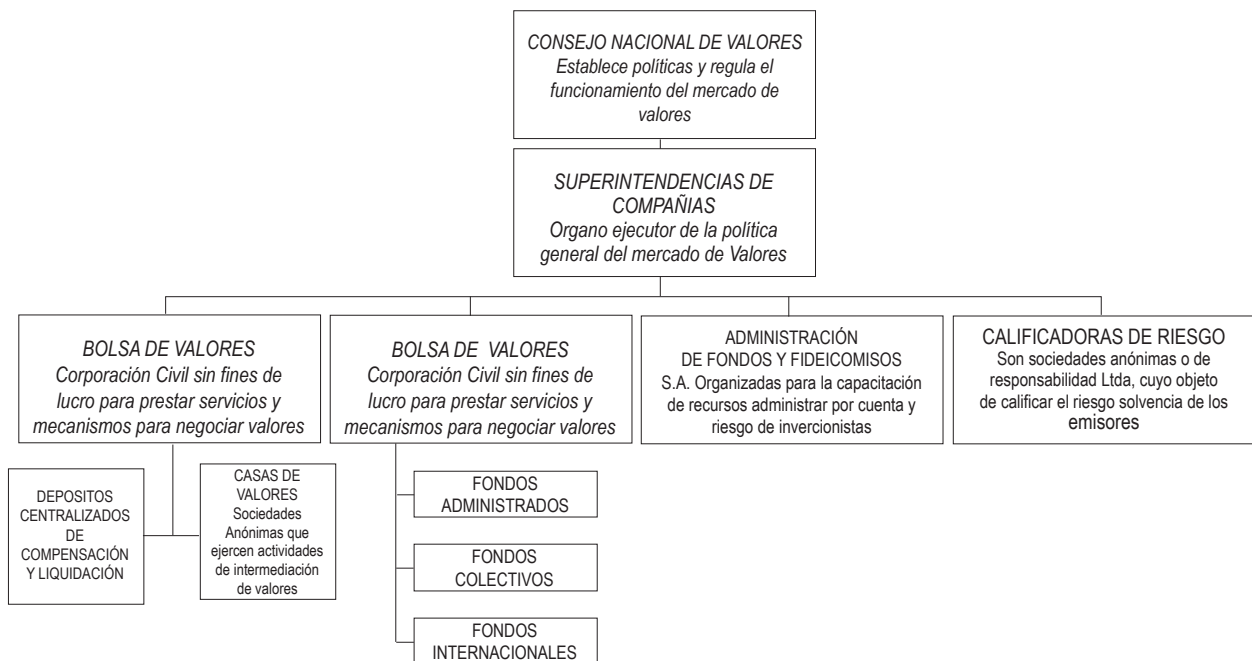 CONSEJO NACIONAL DE VALORES
Establece políticas y regula el
funcionamiento del mercado de
valores
SUPERINTENDENCIAS DE
COMPAÑIAS
Organo ejecutor de la política
general del mercado de Valores
BOLSA DE VALORES
Corporación Civil sin fines de
lucro para prestar servicios y
mecanismos para negociar valores
BOLSA DE VALORES
Corporación Civil sin fines de
lucro para prestar servicios y
mecanismos para negociar valores
ADMINISTRACIÓN
DE FONDOS Y FIDEICOMISOS
S.A. Organizadas para la capacitación
de recursos administrar por cuenta y
riesgo de invercionistas
CALIFICADORAS DE RIESGO
Son sociedades anónimas o de
responsabilidad Ltda, cuyo objeto
de calificar el riesgo solvencia de los
emisores
DEPOSITOS
CENTRALIZADOS
DE
COMPENSACIÓN
Y LIQUIDACIÓN
CASAS DE
VALORES
Sociedades
Anónimas que
ejercen actividades
de intermediación
de valores
FONDOS
ADMINISTRADOS
FONDOS
COLECTIVOS
FONDOS
INTERNACIONALES